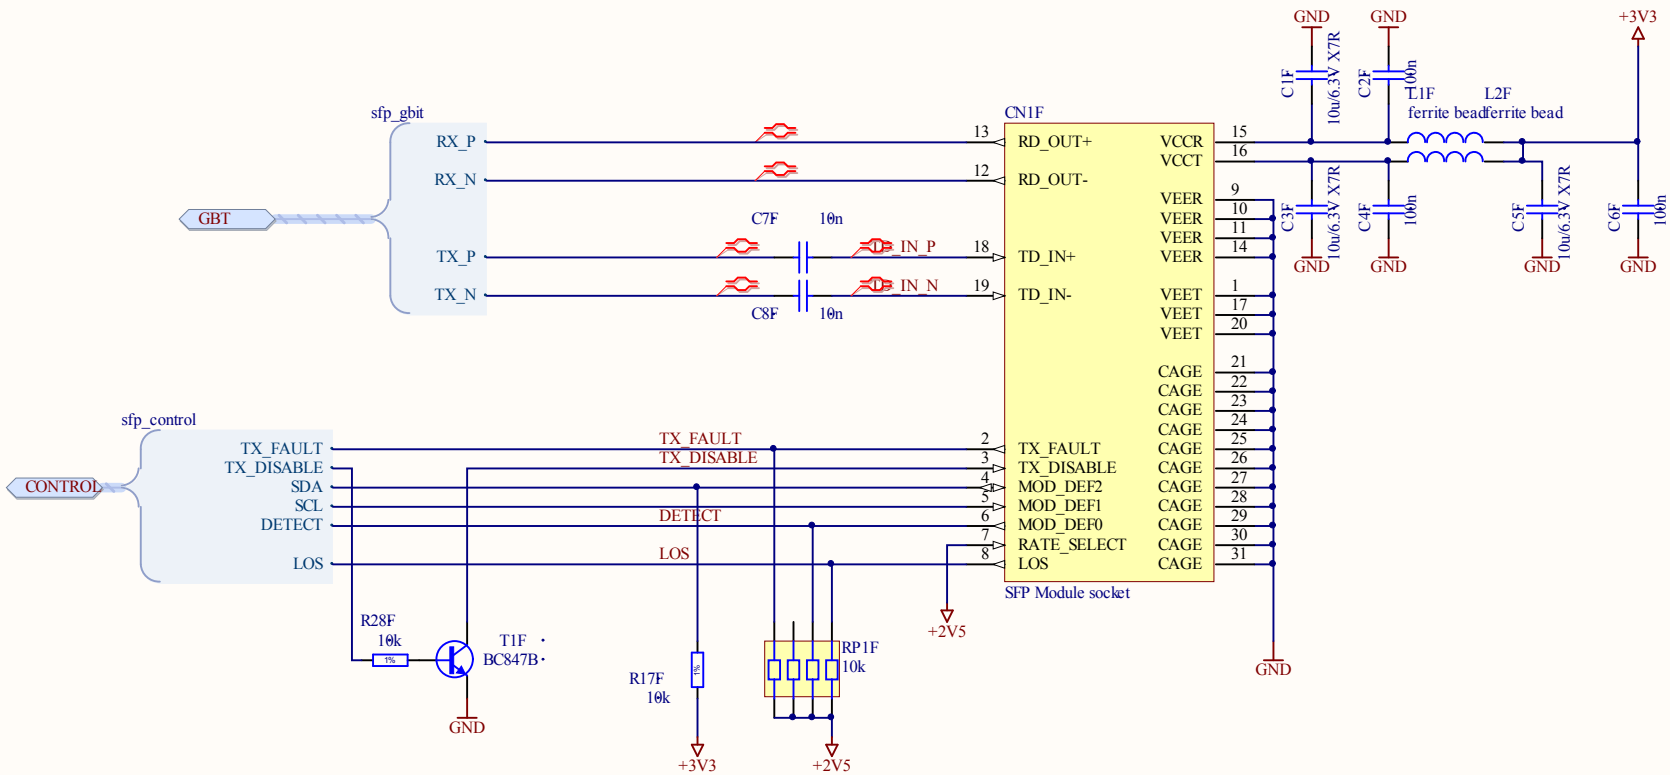 GND
GND
+3V3
C1F
10u/6.3V X7R
C2F
100n
L1F
ferrite bead
L2F
ferrite bead
sfp_gbit
RX_P
RX_N
TX_P
TX_N
GBT
C7F
10n
TD_IN_P
TD_IN_N
C8F
10n
CN1F
13
RD_OUT+
12
RD_OUT-
18
TD_IN+
19
TD_IN-
2
TX_FAULT
3
TX_DISABLE
4
MOD_DEF2
5
MOD_DEF1
6
MOD_DEF0
7
RATE_SELECT
8
LOS
VCCR
15
VCCT
16
VEER
9
VEER
10
VEER
11
VEER
14
VEET
1
VEET
17
VEET
20
CAGE
21
CAGE
22
CAGE
23
CAGE
24
CAGE
25
CAGE
26
CAGE
27
CAGE
28
CAGE
29
CAGE
30
CAGE
31
SFP Module socket
C3F
10u/6.3V X7R
GND
C4F
100n
GND
C5F
10u/6.3V X7R
GND
C6F
100n
GND
sfp_control
CONTROL
TX_FAULT
TX_DISABLE
SDA
SCL
DETECT
LOS
TX_FAULT
TX_DISABLE
DETECT
LOS
R28F
10k
1%
T1F
BC847B
GND
R17F
10k
1%
+3V3
RP1F
10k
+2V5
+2V5
GND